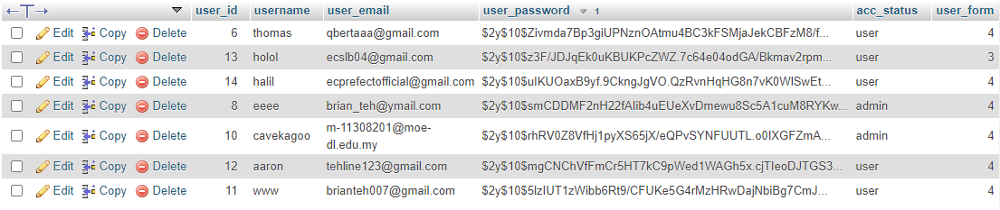 user_id username user_email user_password 1 acc_status user_form
Edit Copy Delete 6 thomas qbertaaa@gmail.com $2y$10$Zivmda7Bp3giUPNznOAtmu4BC3kFSMjaJekCBFzM8/f... user 4
Edit Copy Delete 13 holol ecslb04@gmail.com $2y$10$z3F/JDJqEk0uKBUKPcZWZ.7c64e04odGA/Bkmav2rpm... user 3
Edit Copy Delete 14 halil ecprefectofficial@gmail.com $2y$10$ulKUOaxB9yf.9CkngJgVO.QzRvnHqHG8n7vK0WlSwEt... user 4
Edit Copy Delete 8 eeee brian_teh@ymail.com $2y$10$smCDDMF2nH22fAlib4uEUeXvDmewu8Sc5A1cuM8RYKw... admin 4
m-11308201@moe-
Edit Copy Delete 10 cavekagoo $2y$10$rhRV0Z8VfHj1pyXS65jX/eQPvSYNFUUTL.o0IXGFZmA... admin 4
dl.edu.my
Edit Copy Delete 12 aaron tehline123@gmail.com $2y$10$mgCNChVfFmCr5HT7kC9pWed1WAGh5x.cjTIeoDJTGS3... user 4
Edit Copy Delete 11 www brianteh007@gmail.com $2y$10$5lzIUT1zWibb6Rt9/CFUKe5G4rMzHRwDajNbiBg7CmJ... user 4